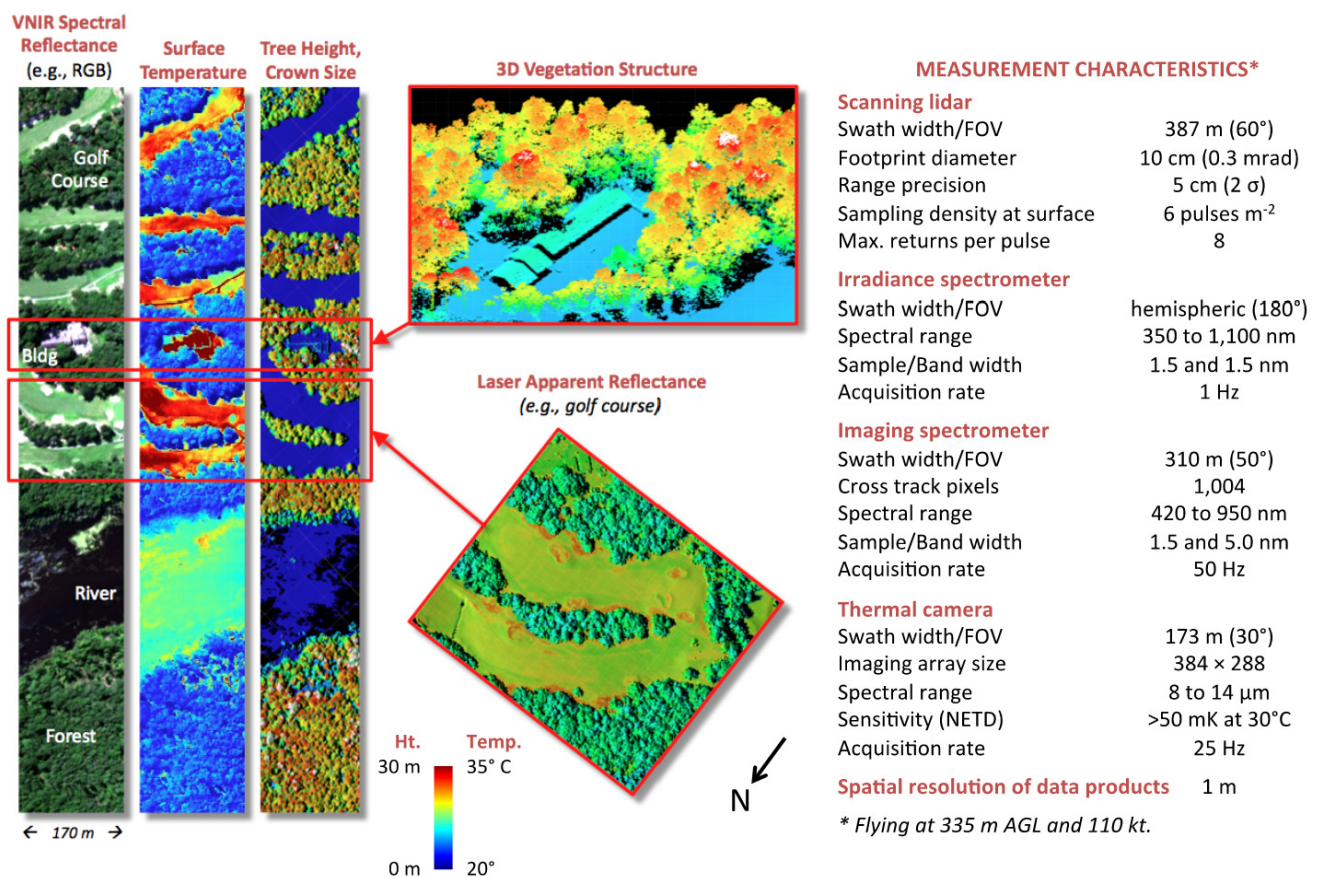 VNIR Spectral
Reflectance
(e.g., RGB)
Surface
Temperature
Tree Height,
Crown Size
Golf
Course
Bldg
River
Forest
← 170 m →
3D Vegetation Structure
Laser Apparent Reflectance
(e.g., golf course)
Ht. Temp.
30 m 35° C
0 m 20°
N
MEASUREMENT CHARACTERISTICS*
Scanning lidar
Swath width/FOV 387 m (60°)
Footprint diameter 10 cm (0.3 mrad)
Range precision 5 cm (2 σ)
Sampling density at surface 6 pulses m⁻²
Max. returns per pulse 8
Irradiance spectrometer
Swath width/FOV hemispheric (180°)
Spectral range 350 to 1,100 nm
Sample/Band width 1.5 and 1.5 nm
Acquisition rate 1 Hz
Imaging spectrometer
Swath width/FOV 310 m (50°)
Cross track pixels 1,004
Spectral range 420 to 950 nm
Sample/Band width 1.5 and 5.0 nm
Acquisition rate 50 Hz
Thermal camera
Swath width/FOV 173 m (30°)
Imaging array size 384 × 288
Spectral range 8 to 14 μm
Sensitivity (NETD) >50 mK at 30°C
Acquisition rate 25 Hz
Spatial resolution of data products 1 m
* Flying at 335 m AGL and 110 kt.